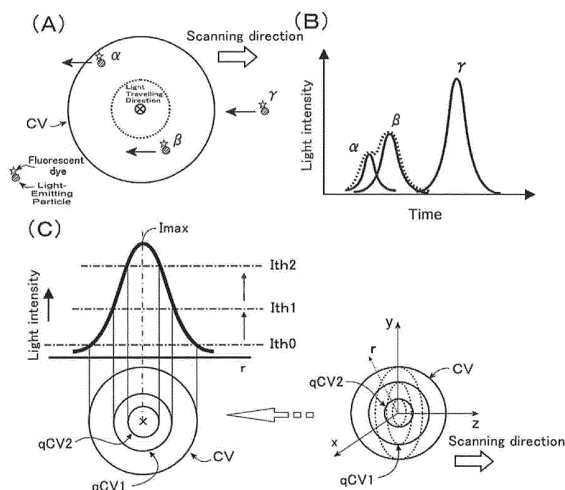 (A)
Scanning direction
α
Light
Travelling
Direction
γ
CV
β
Fluorescent
dye
Light-
Emitting
Particle
(B)
Light intensity
α
β
γ
Time
(C)
Imax
Ith2
Ith1
Ith0
Light intensity
r
qCV2
CV
qCV1
y
r
CV
qCV2
z
x
qCV1
Scanning direction